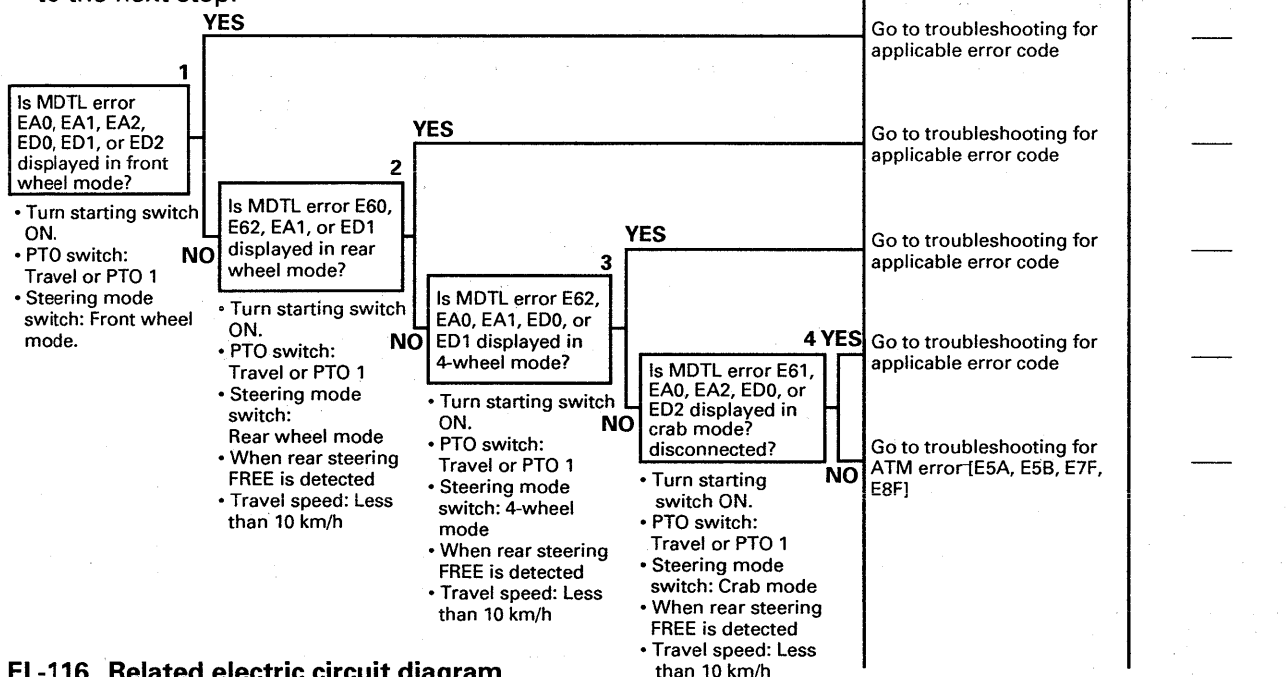 to the next step.
YES
Go to troubleshooting for
applicable error code
1
Is MDTL error
EA0, EA1, EA2,
ED0, ED1, or ED2
displayed in front
wheel mode?
• Turn starting switch
ON.
• PTO switch:
Travel or PTO 1
• Steering mode
switch: Front wheel
mode.
NO
YES
Go to troubleshooting for
applicable error code
2
Is MDTL error E60,
E62, EA1, or ED1
displayed in rear
wheel mode?
• Turn starting switch
ON.
• PTO switch:
Travel or PTO 1
• Steering mode
switch:
Rear wheel mode
• When rear steering
FREE is detected
• Travel speed: Less
than 10 km/h
NO
YES
Go to troubleshooting for
applicable error code
3
Is MDTL error E62,
EA0, EA1, ED0, or
ED1 displayed in
4-wheel mode?
• Turn starting switch
ON.
• PTO switch:
Travel or PTO 1
• Steering mode
switch: 4-wheel
mode
• When rear steering
FREE is detected
• Travel speed: Less
than 10 km/h
NO
4 YES
Go to troubleshooting for
applicable error code
Is MDTL error E61,
EA0, EA2, ED0, or
ED2 displayed in
crab mode?
disconnected?
• Turn starting
switch ON.
• PTO switch:
Travel or PTO 1
• Steering mode
switch: Crab mode
• When rear steering
FREE is detected
• Travel speed: Less
than 10 km/h
NO
Go to troubleshooting for
ATM error [E5A, E5B, E7F,
E8F]
EL-116 Related electric circuit diagram